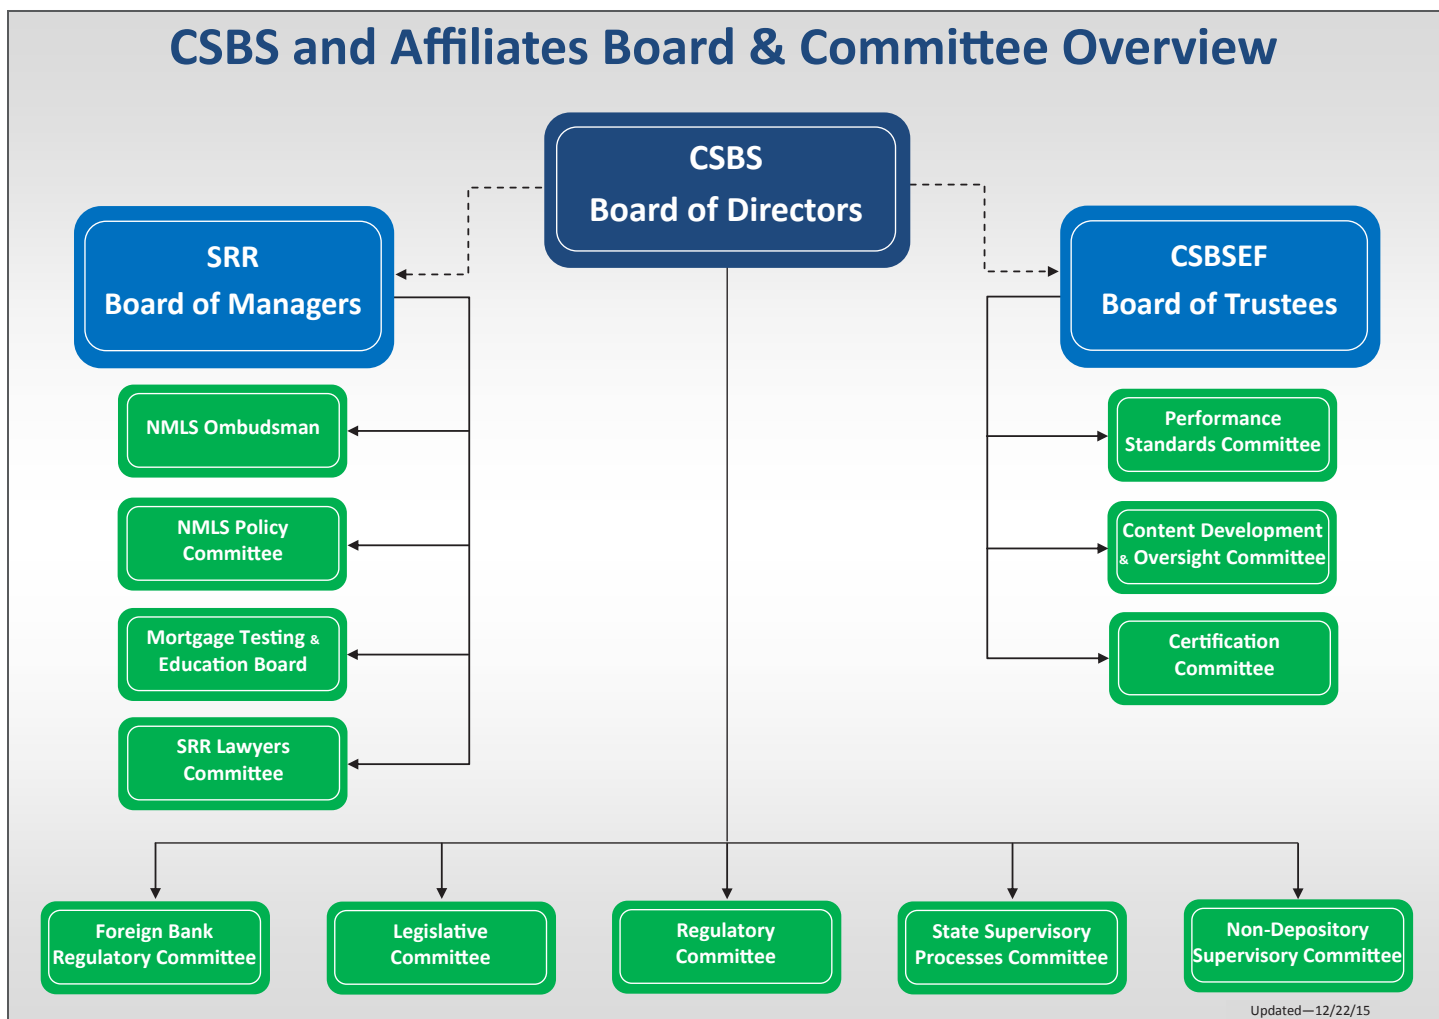 CSBS and Affiliates Board & Committee Overview
CSBS
Board of Directors
SRR
Board of Managers
CSBSEF
Board of Trustees
NMLS Ombudsman
NMLS Policy
Committee
Mortgage Testing &
Education Board
SRR Lawyers
Committee
Performance
Standards Committee
Content Development
& Oversight Committee
Certification
Committee
Foreign Bank
Regulatory Committee
Legislative
Committee
Regulatory
Committee
State Supervisory
Processes Committee
Non-Depository
Supervisory Committee
Updated—12/22/15